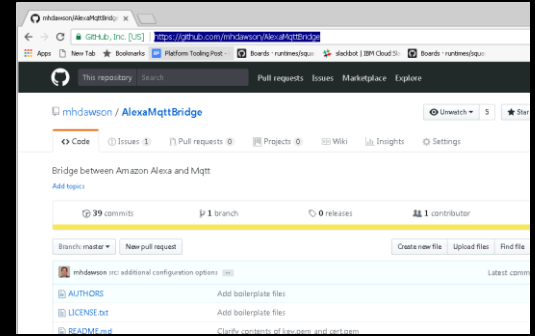 mhdawson/AlexaMqttBridge ×
GitHub, Inc. [US] https://github.com/mhdawson/AlexaMqttBridge
Apps New Tab Bookmarks Platform Tooling Post - Boards · runtimes/squ slackbot | IBM Cloud Sk Boards · runtimes/squ
This repository Search Pull requests Issues Marketplace Explore
mhdawson / AlexaMqttBridge Unwatch 5 Star
Code Issues 1 Pull requests 0 Projects 0 Wiki Insights Settings
Bridge between Amazon Alexa and Mqtt
Add topics
39 commits 1 branch 0 releases 1 contributor
Branch: master New pull request Create new file Upload files Find file
mhdawson src: additional configuration options ... Latest comm
AUTHORS Add boilerplate files
LICENSE.txt Add boilerplate files
README.md Clarify contents of key.pem and cert.pem